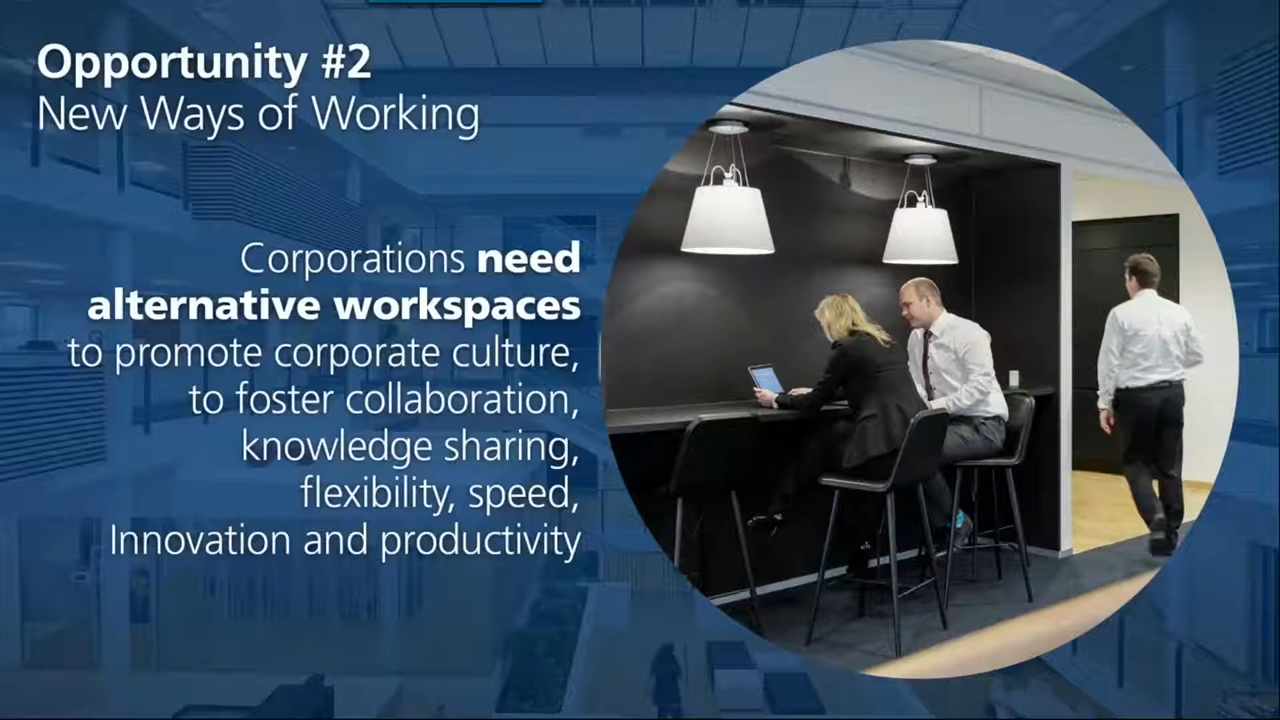 Opportunity #2
New Ways of Working
Corporations need
alternative workspaces
to promote corporate culture,
to foster collaboration,
knowledge sharing,
flexibility, speed,
Innovation and productivity